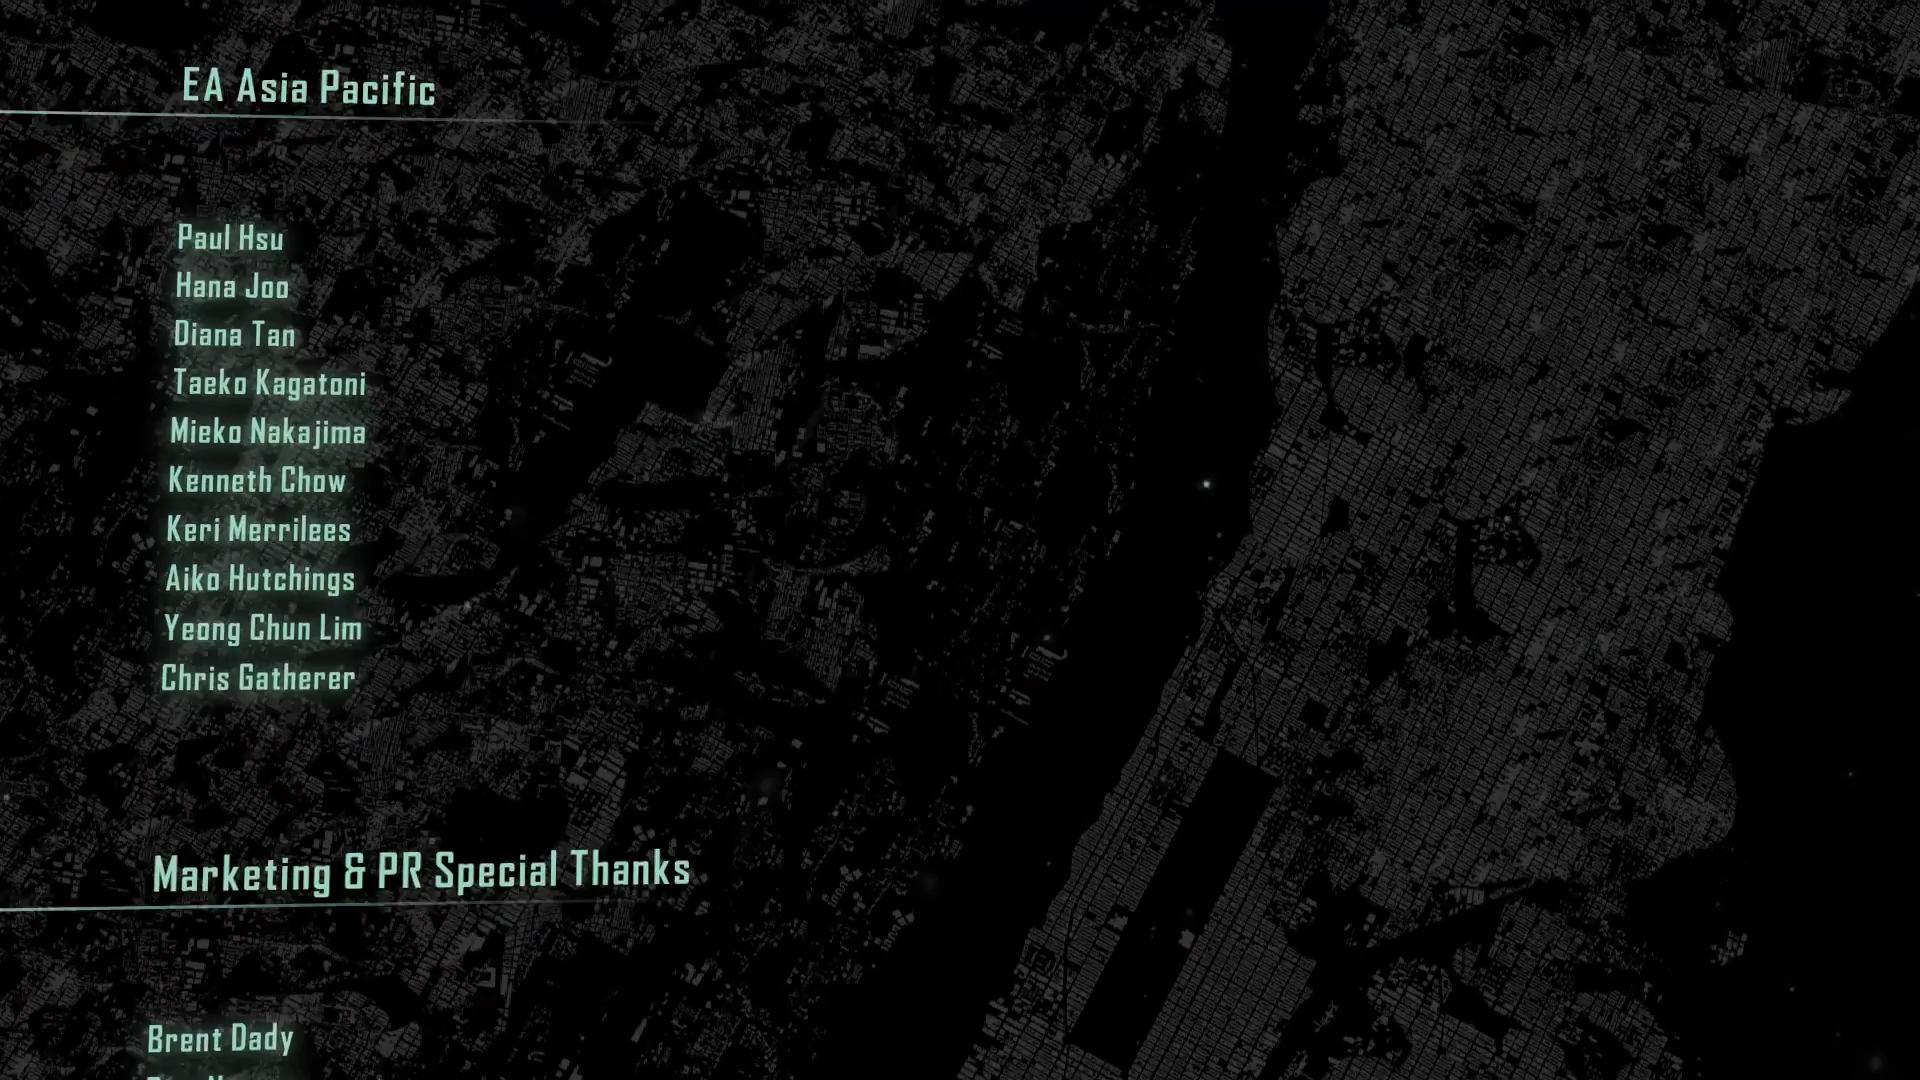 EA Asia Pacific
Paul Hsu
Hana Joo
Diana Tan
Taeko Kagatoni
Mieko Nakajima
Kenneth Chow
Keri Merrilees
Aiko Hutchings
Yeong Chun Lim
Chris Gatherer
Marketing & PR Special Thanks
Brent Dady